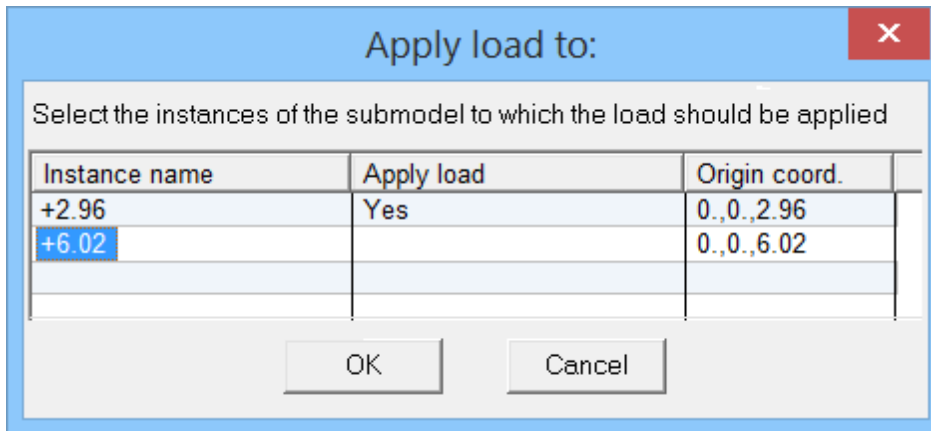 Apply load to:
Select the instances of the submodel to which the load should be applied
Instance name Apply load Origin coord.
+2.96 Yes 0.,0.,2.96
+6.02 0.,0.,6.02
OK Cancel